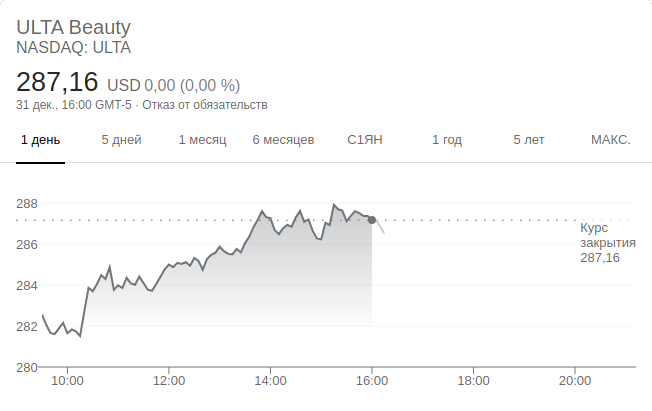 ULTA Beauty
NASDAQ: ULTA
287,16 USD 0,00 (0,00 %)
31 дек., 16:00 GMT-5 · Отказ от обязательств
1 день 5 дней 1 месяц 6 месяцев С1ЯН 1 год 5 лет МАКС.
288
286
284
282
280
Курс
закрытия
287,16
10:00 12:00 14:00 16:00 18:00 20:00